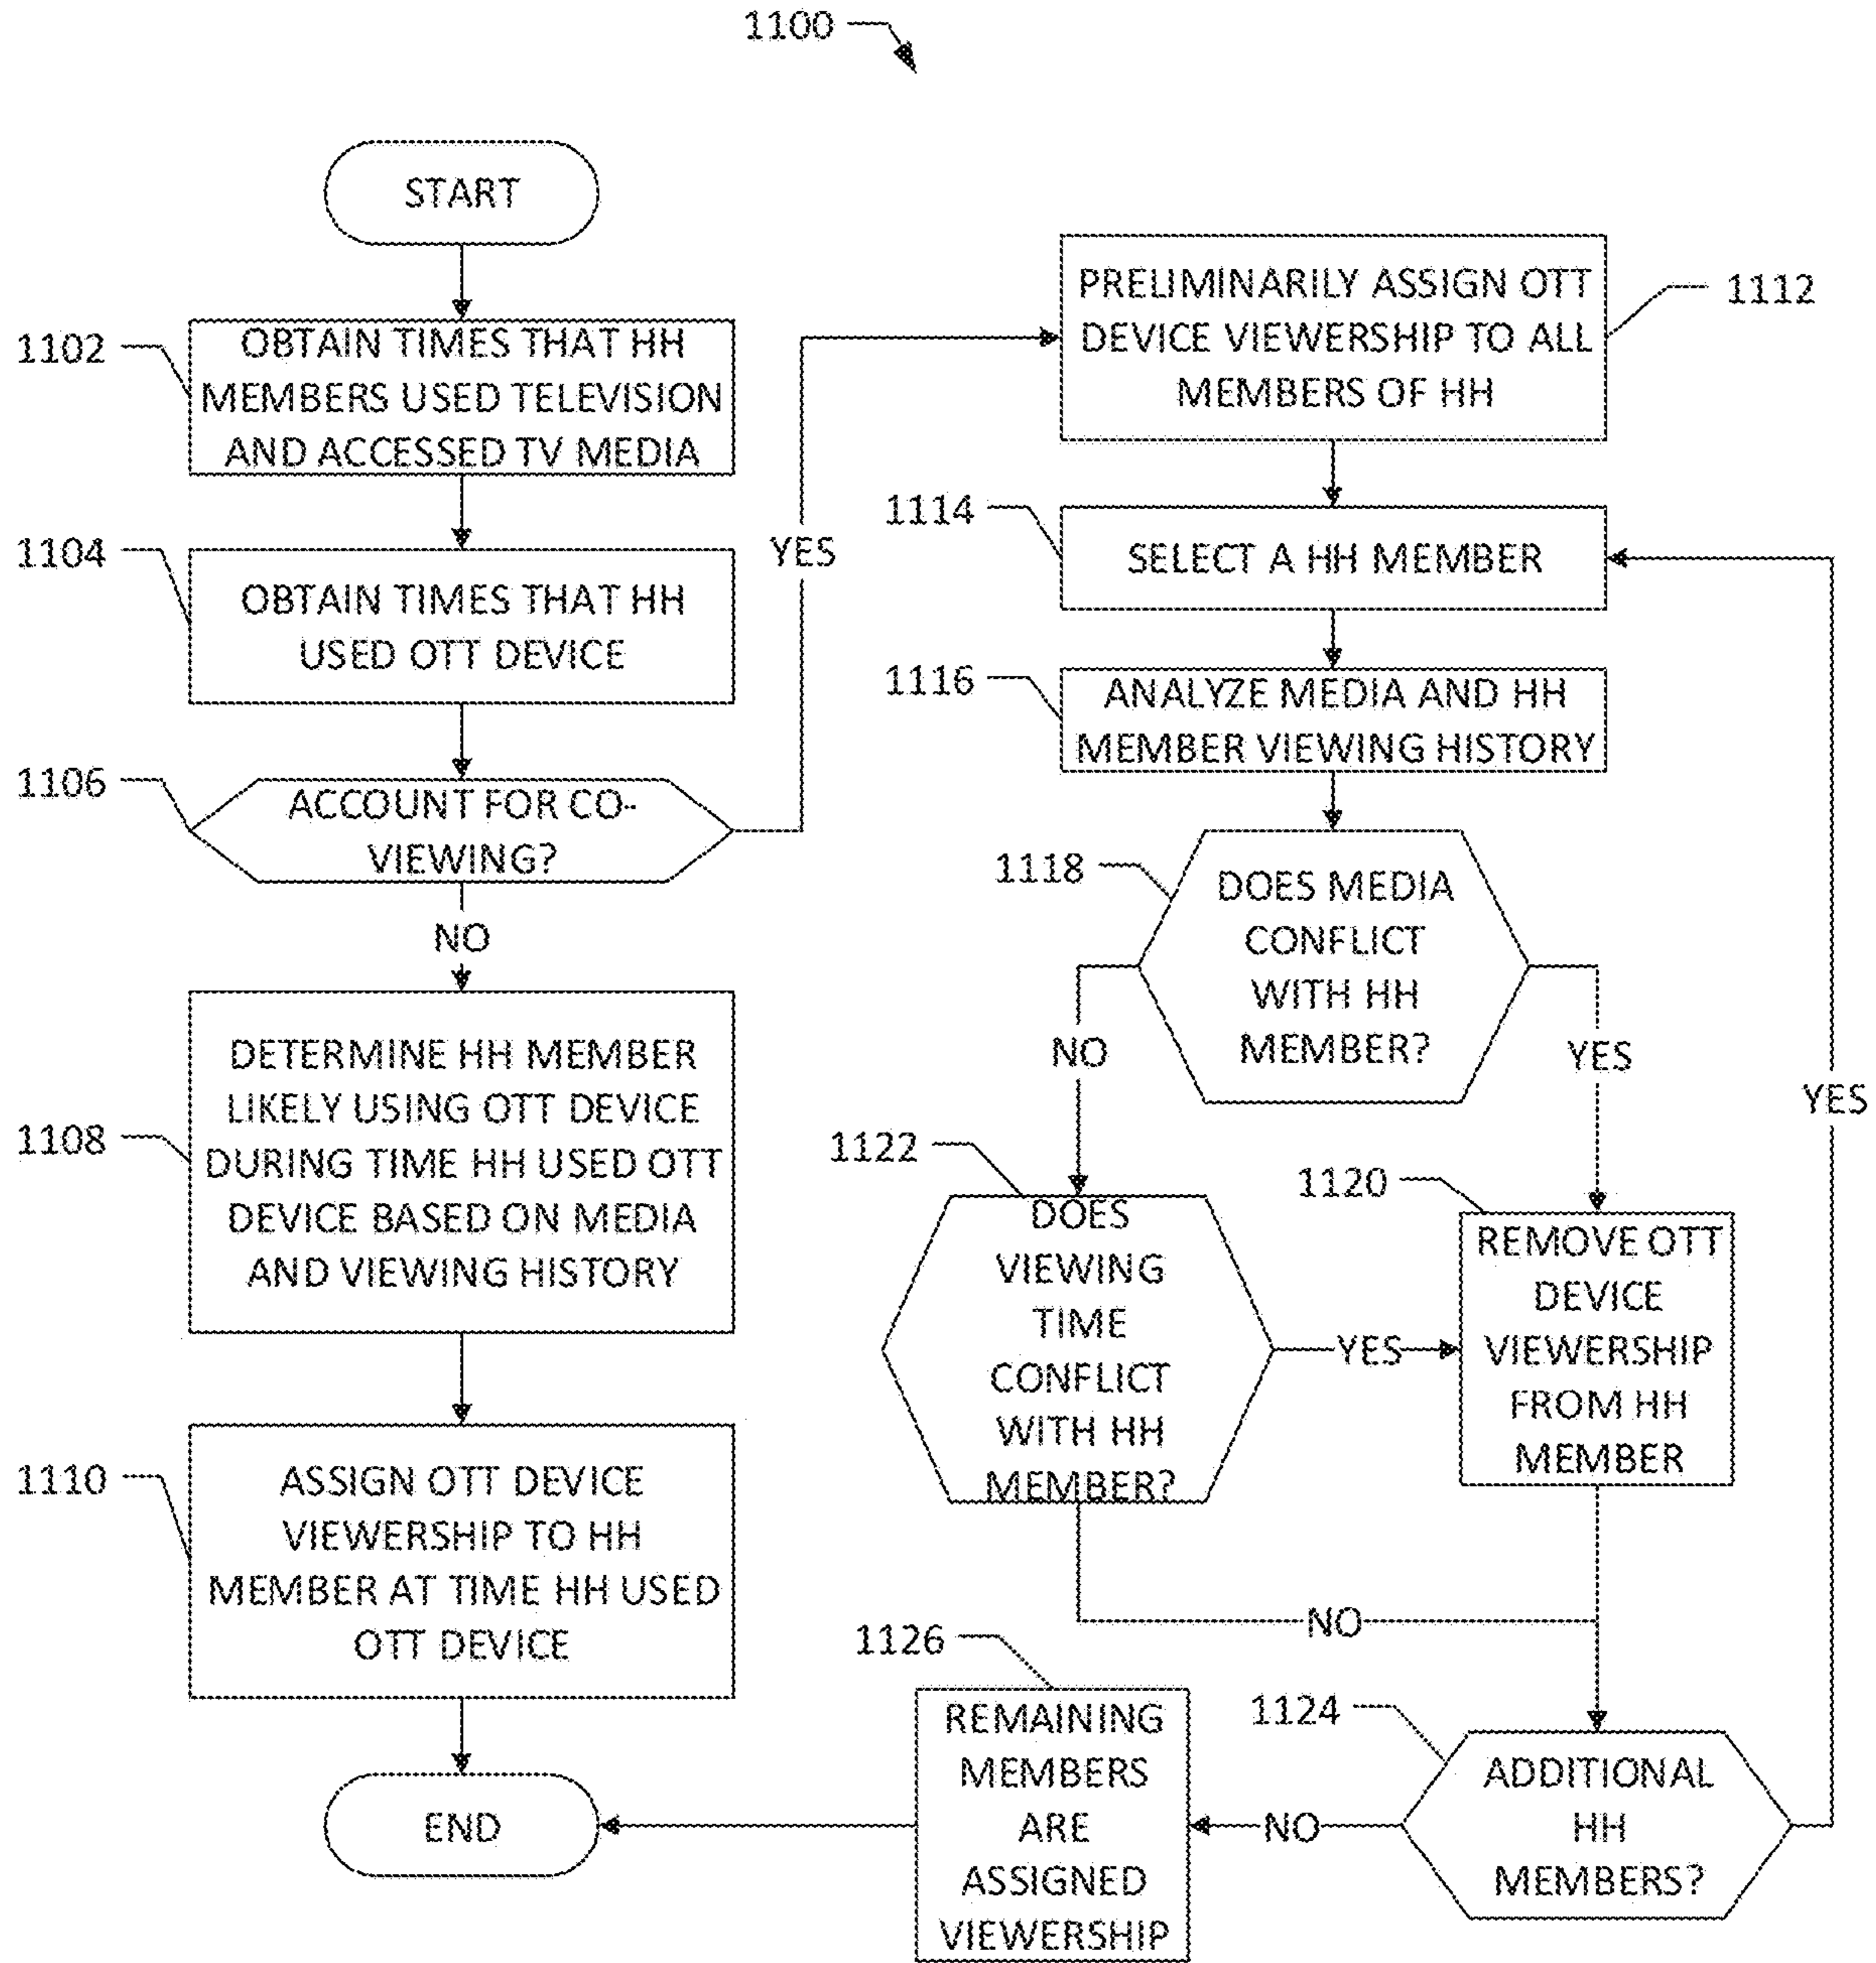 1100
START
1102
OBTAIN TIMES THAT HH
MEMBERS USED TELEVISION
AND ACCESSED TV MEDIA
1104
OBTAIN TIMES THAT HH
USED OTT DEVICE
1106
ACCOUNT FOR CO-
VIEWING?
YES
NO
1108
DETERMINE HH MEMBER
LIKELY USING OTT DEVICE
DURING TIME HH USED OTT
DEVICE BASED ON MEDIA
AND VIEWING HISTORY
1110
ASSIGN OTT DEVICE
VIEWERSHIP TO HH
MEMBER AT TIME HH USED
OTT DEVICE
END
1112
PRELIMINARILY ASSIGN OTT
DEVICE VIEWERSHIP TO ALL
MEMBERS OF HH
1114
SELECT A HH MEMBER
1116
ANALYZE MEDIA AND HH
MEMBER VIEWING HISTORY
1118
DOES MEDIA
CONFLICT
WITH HH
MEMBER?
NO
YES
1122
DOES
VIEWING
TIME
CONFLICT
WITH HH
MEMBER?
YES
1120
REMOVE OTT
DEVICE
VIEWERSHIP
FROM HH
MEMBER
NO
1124
ADDITIONAL
HH
MEMBERS?
YES
NO
1126
REMAINING
MEMBERS
ARE
ASSIGNED
VIEWERSHIP